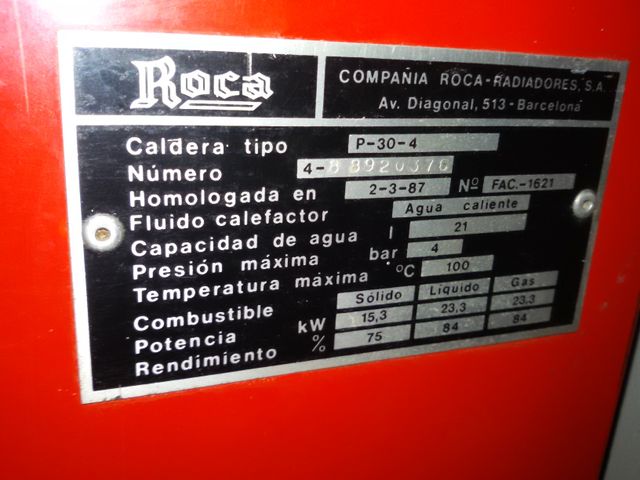 Roca
COMPAÑIA ROCA-RADIADORES, S.A.
Av. Diagonal, 513 - Barcelona
Caldera tipo P-30-4
Número 4-88920376
Homologada en 2-3-87 Nº FAC.-1621
Fluido calefactor Agua caliente
Capacidad de agua l 21
Presión máxima bar 4
Temperatura máxima ºC 100
Combustible Sólido Líquido Gas
Potencia kW 15,3 23,3 23,3
Rendimiento % 75 84 84